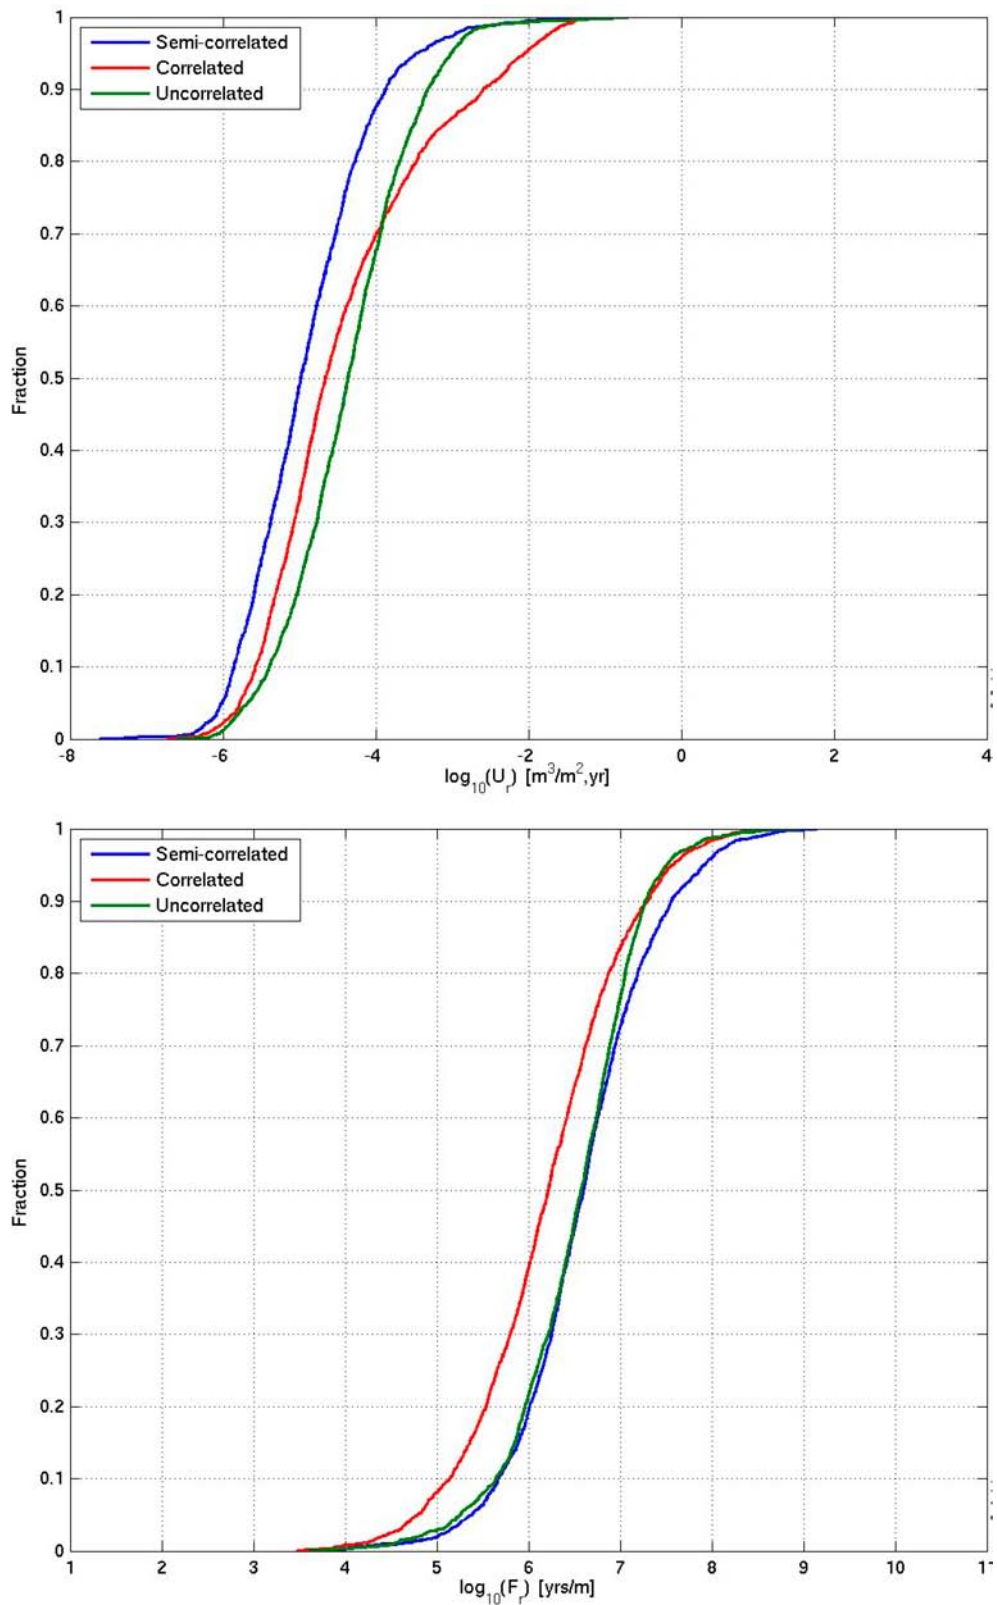 1
0.9
0.8
0.7
0.6
0.5
0.4
0.3
0.2
0.1
0
Fraction
Semi-correlated
Correlated
Uncorrelated
-8 -6 -4 -2 0 2 4
log10(Ur) [m3/m2,yr]
1
0.9
0.8
0.7
0.6
0.5
0.4
0.3
0.2
0.1
0
Fraction
Semi-correlated
Correlated
Uncorrelated
1 2 3 4 5 6 7 8 9 10 11
log10(Fr) [yrs/m]